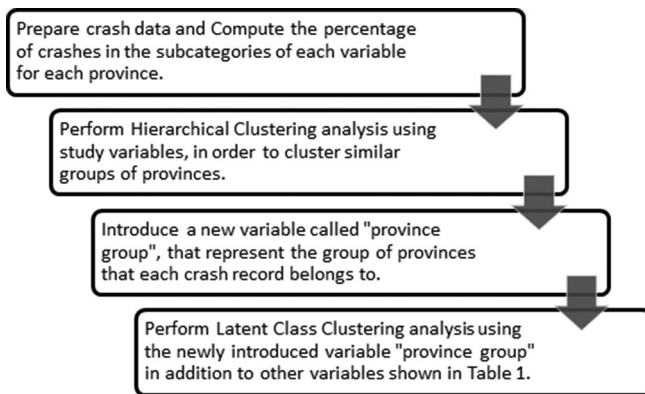 Prepare crash data and Compute the percentage
of crashes in the subcategories of each variable
for each province.
Perform Hierarchical Clustering analysis using
study variables, in order to cluster similar
groups of provinces.
Introduce a new variable called "province
group", that represent the group of provinces
that each crash record belongs to.
Perform Latent Class Clustering analysis using
the newly introduced variable "province group"
in addition to other variables shown in Table 1.